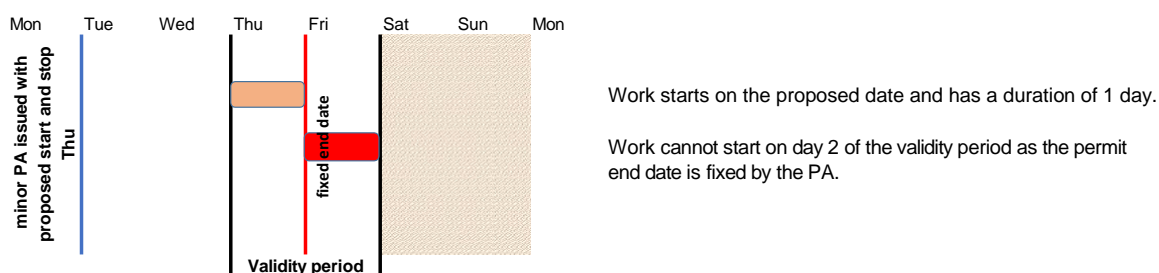 Mon Tue Wed Thu Fri Sat Sun Mon
minor PA issued with
proposed start and stop
Thu
fixed end date
Work starts on the proposed date and has a duration of 1 day.
Work cannot start on day 2 of the validity period as the permit
end date is fixed by the PA.
Validity period